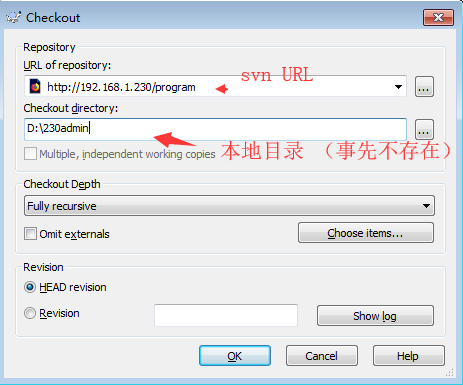 Checkout
Repository
URL of repository:
http://192.168.1.230/program
svn URL
...
Checkout directory:
D:\230admin
...
本地目录 （事先不存在）
Multiple, independent working copies
Checkout Depth
Fully recursive
Omit externals
Choose items...
Revision
HEAD revision
Revision
Show log
OK
Cancel
Help